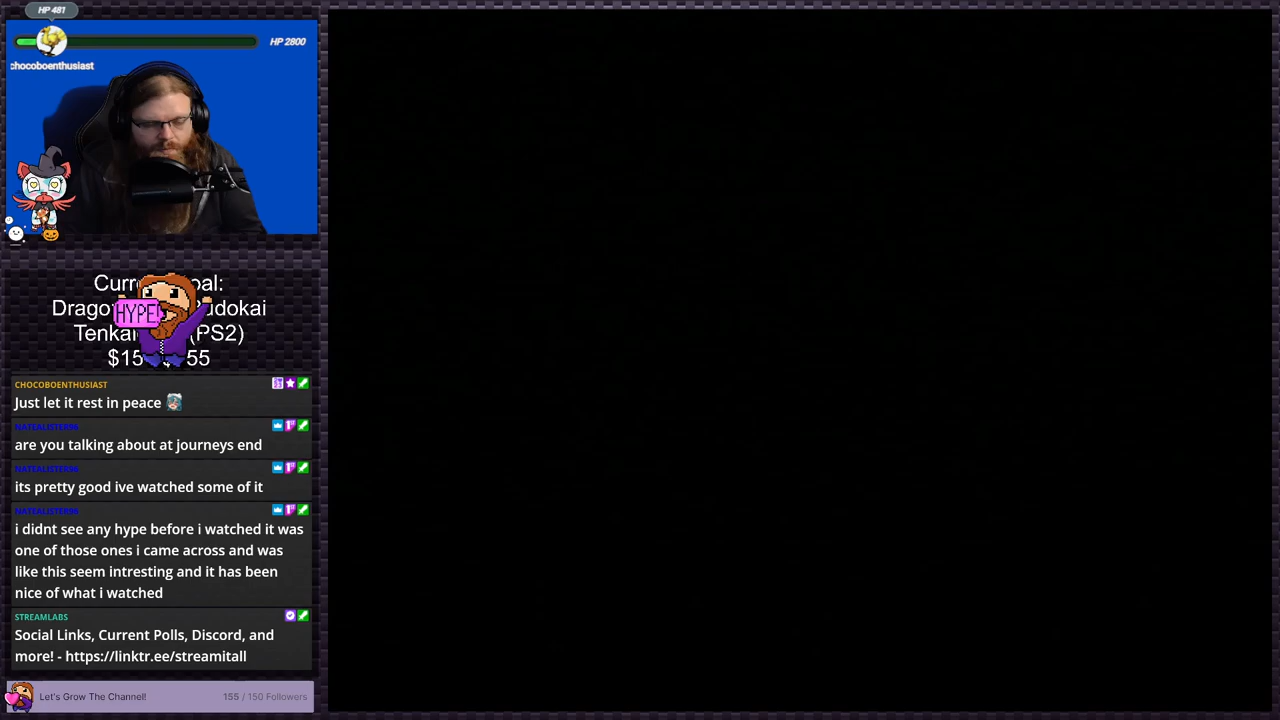 HP 481
HP 2800
chocoboenthusiast
HYPE!
Tenka (PS2)
$15 55
CHOCOBOENTHUSIAST
Just let it rest in peace
NATEALISTER96
are you talking about at journeys end
NATEALISTER96
its pretty good ive watched some of it
NATEALISTER96
i didnt see any hype before i watched it was
one of those ones i came across and was
like this seem intresting and it has been
nice of what i watched
STREAMLABS
Social Links, Current Polls, Discord, and
more! - https://linktr.ee/streamitall
Let's Grow The Channel!
155 / 150 Followers